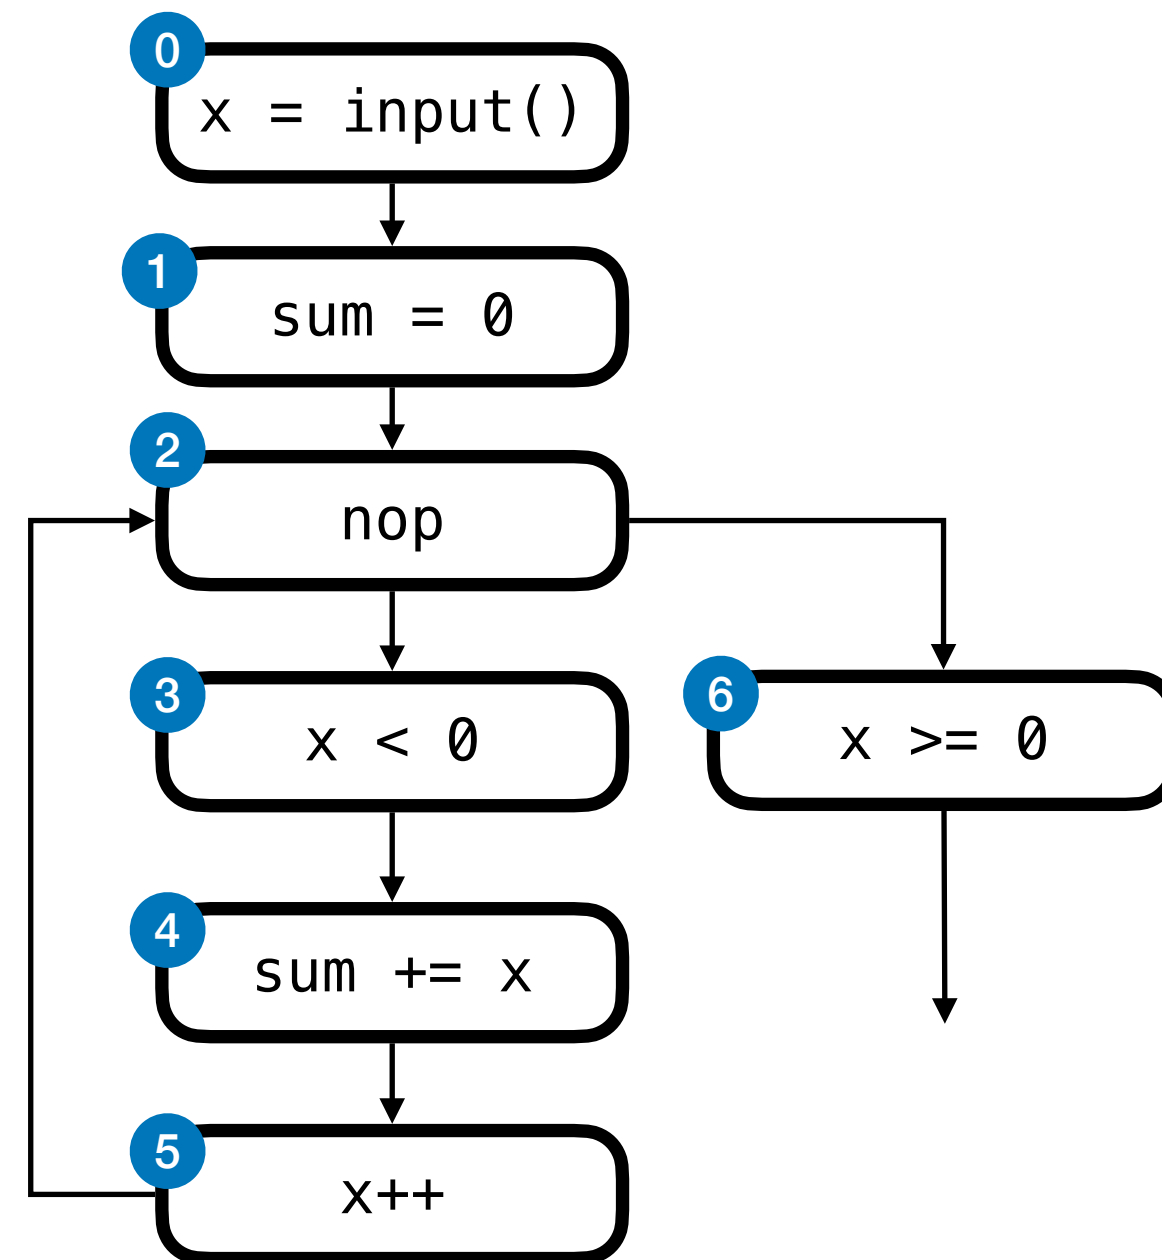 0
x = input()
1
sum = 0
2
nop
3
x < 0
6
x >= 0
4
sum += x
5
x++